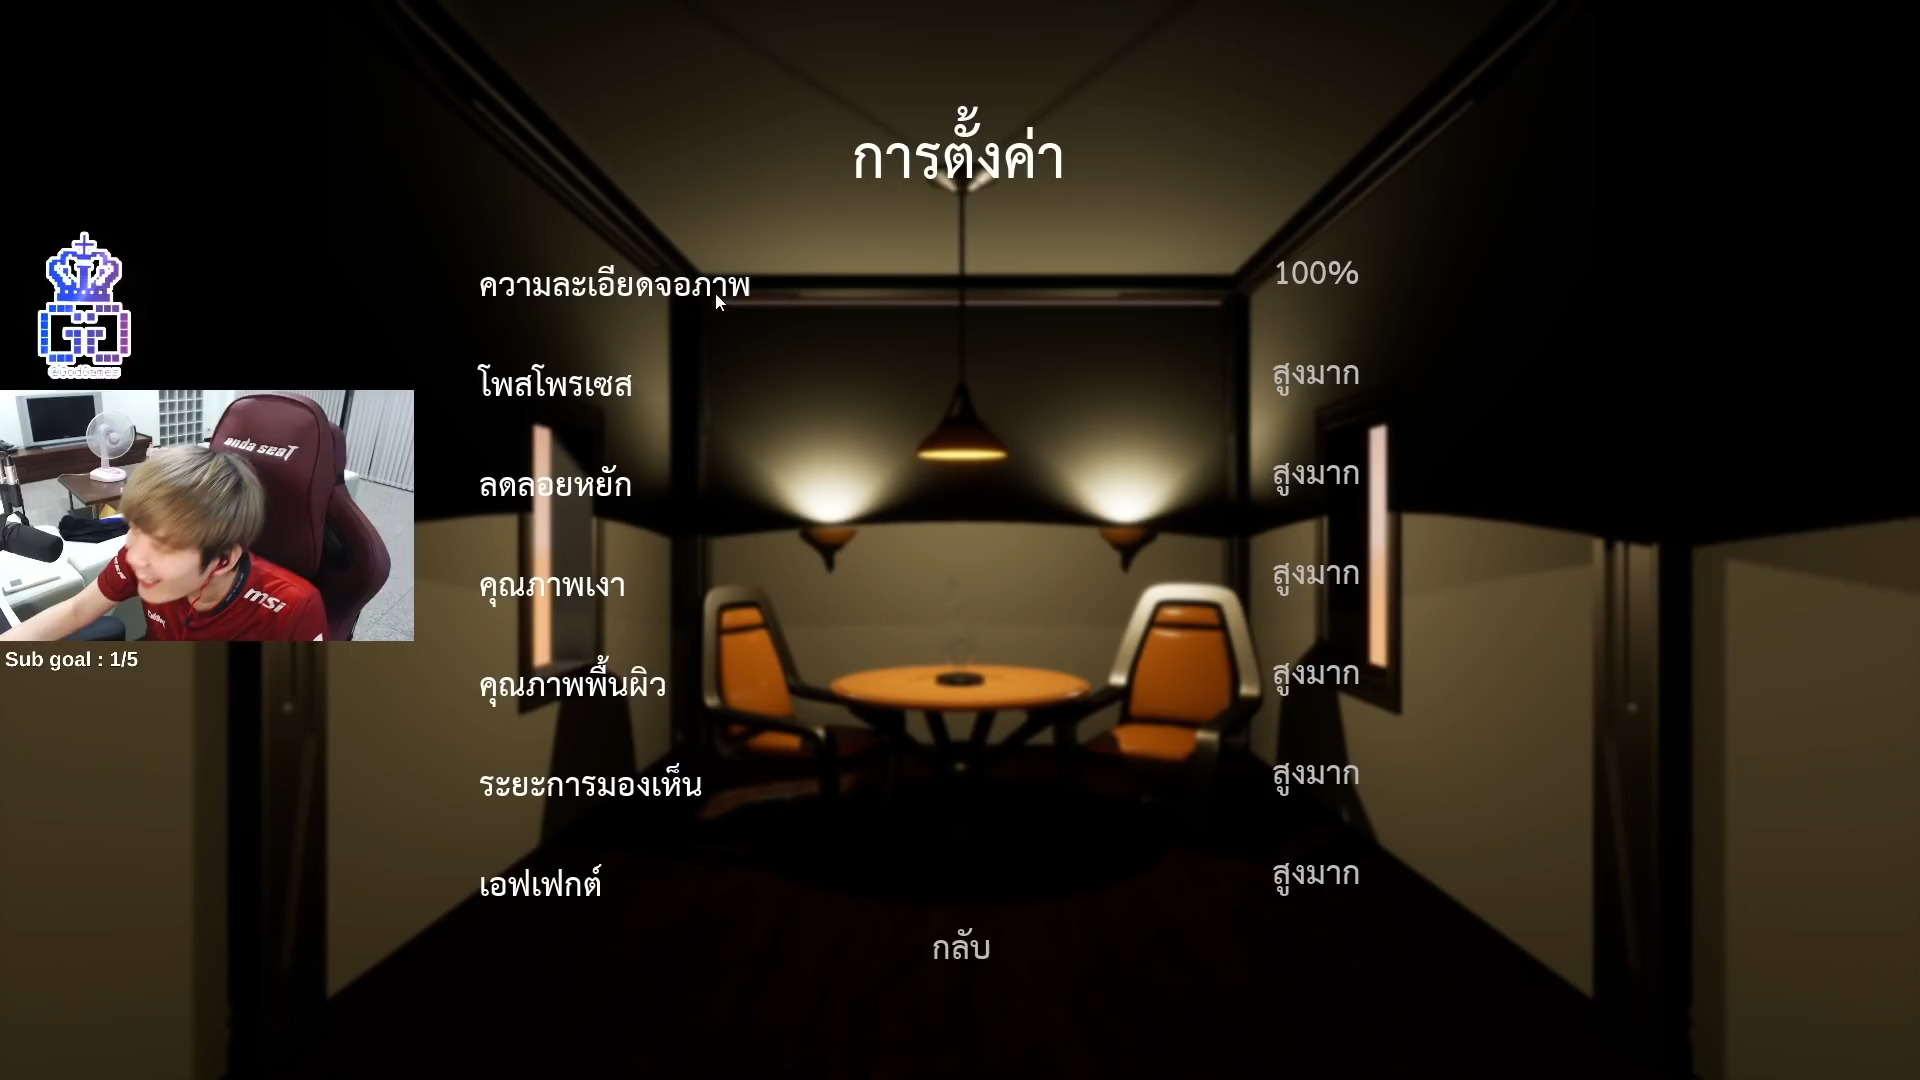 การตั้งค่า
ความละเอียดจอภาพ 100%
โพสโพรเซส สูงมาก
ลดลอยหยัก สูงมาก
คุณภาพเงา สูงมาก
คุณภาพพื้นผิว สูงมาก
ระยะการมองเห็น สูงมาก
เอฟเฟกต์ สูงมาก
กลับ
GG
@GodGames
anda seaT
msi
Sub goal : 1/5